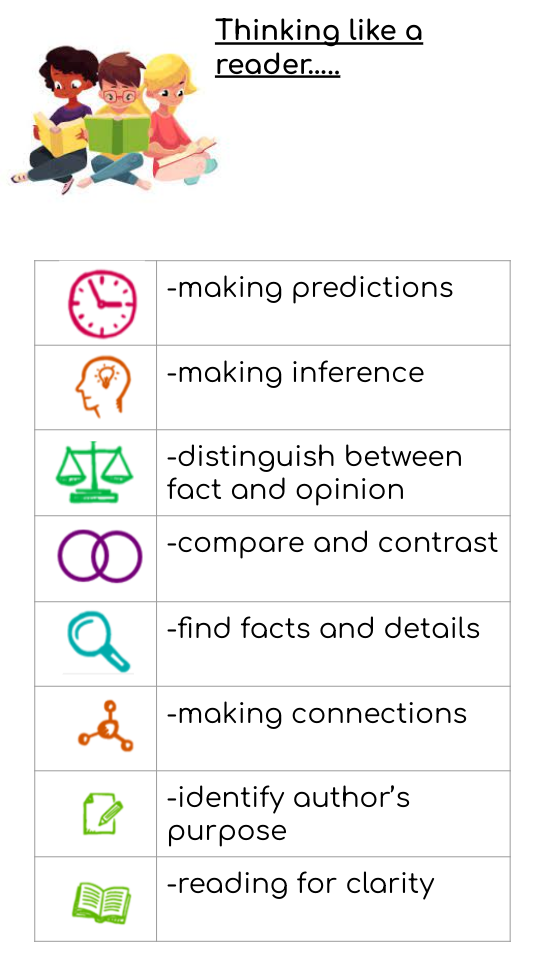 Thinking like a
reader.....
-making predictions
-making inference
-distinguish between
fact and opinion
-compare and contrast
-find facts and details
-making connections
-identify author’s
purpose
-reading for clarity